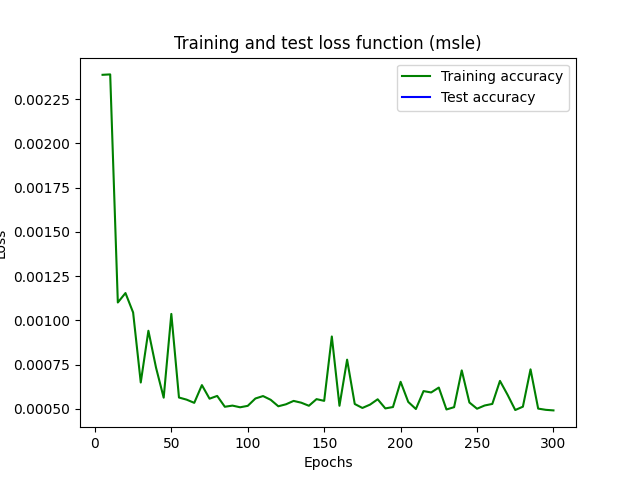 Training and test loss function (msle)
Training accuracy
Test accuracy
0.00225
0.00200
0.00175
0.00150
0.00125
0.00100
0.00075
0.00050
Loss
0 50 100 150 200 250 300
Epochs